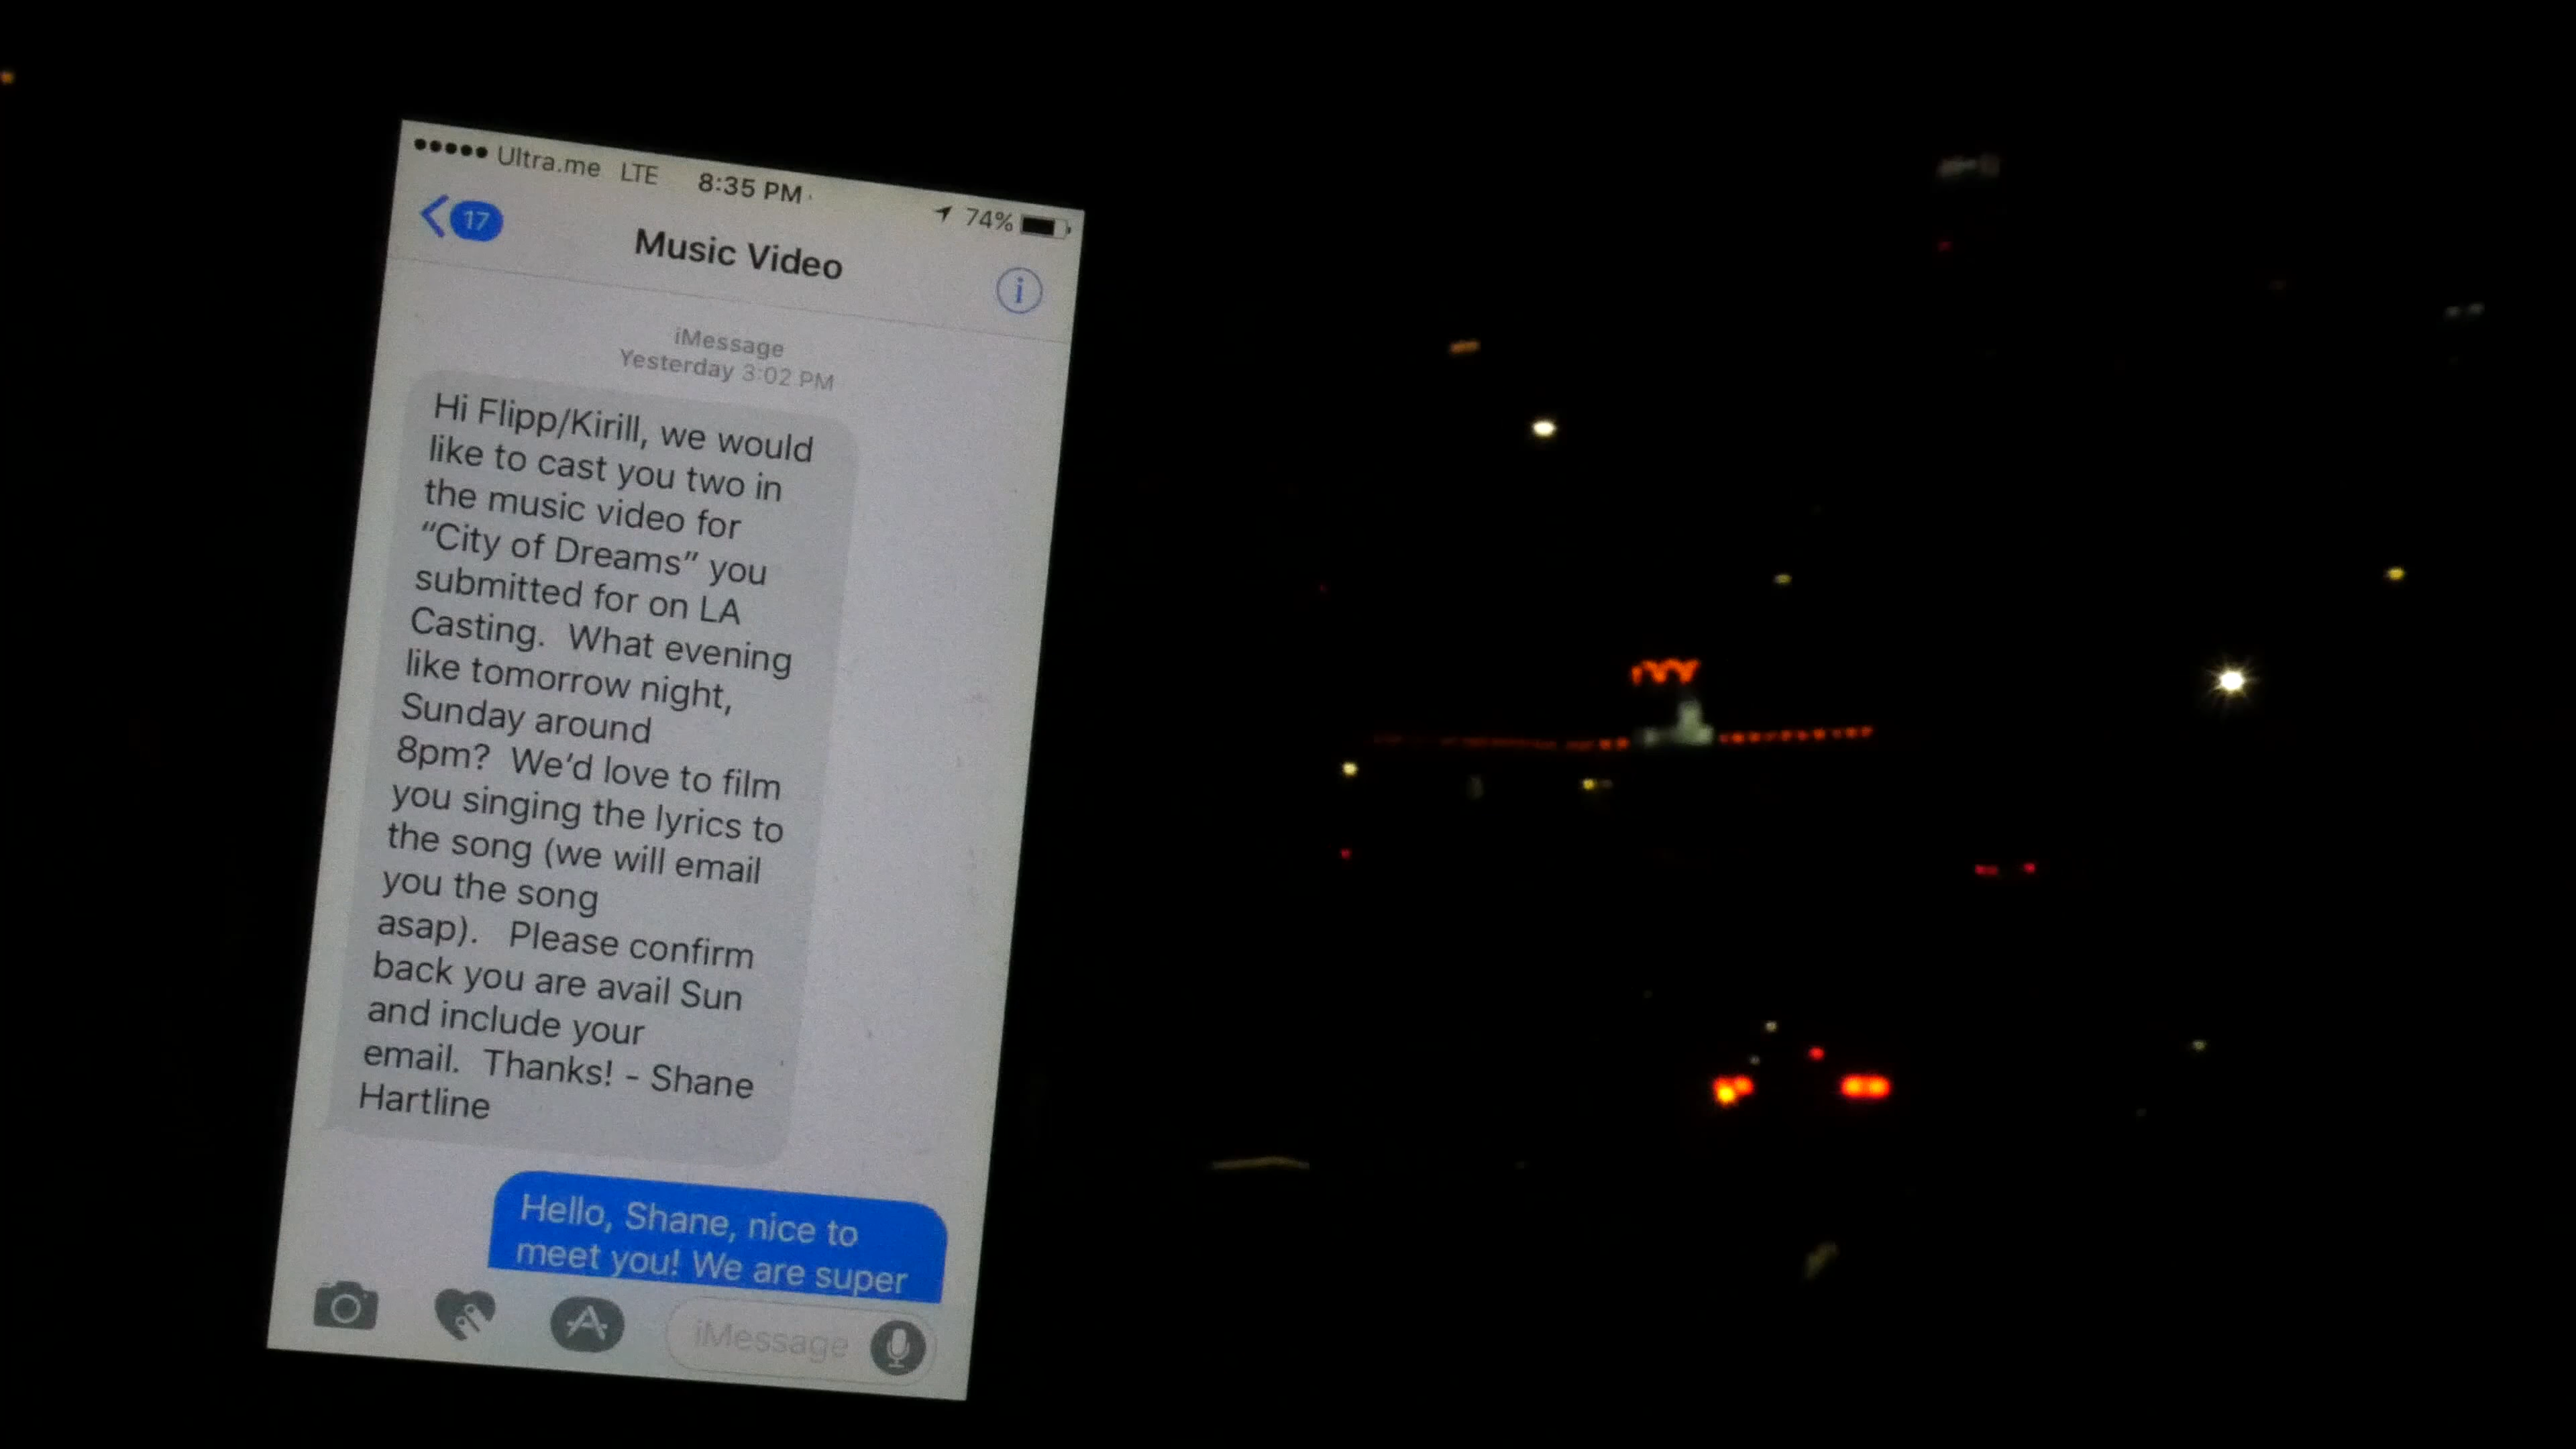 Ultra.me LTE 8:35 PM 74%
17
Music Video
iMessage
Yesterday 3:02 PM
Hi Flipp/Kirill, we would
like to cast you two in
the music video for
“City of Dreams” you
submitted for on LA
Casting.  What evening
like tomorrow night,
Sunday around
8pm?  We’d love to film
you singing the lyrics to
the song (we will email
you the song
asap).   Please confirm
back you are avail Sun
and include your
email.  Thanks! - Shane
Hartline
Hello, Shane, nice to
meet you! We are super
iMessage